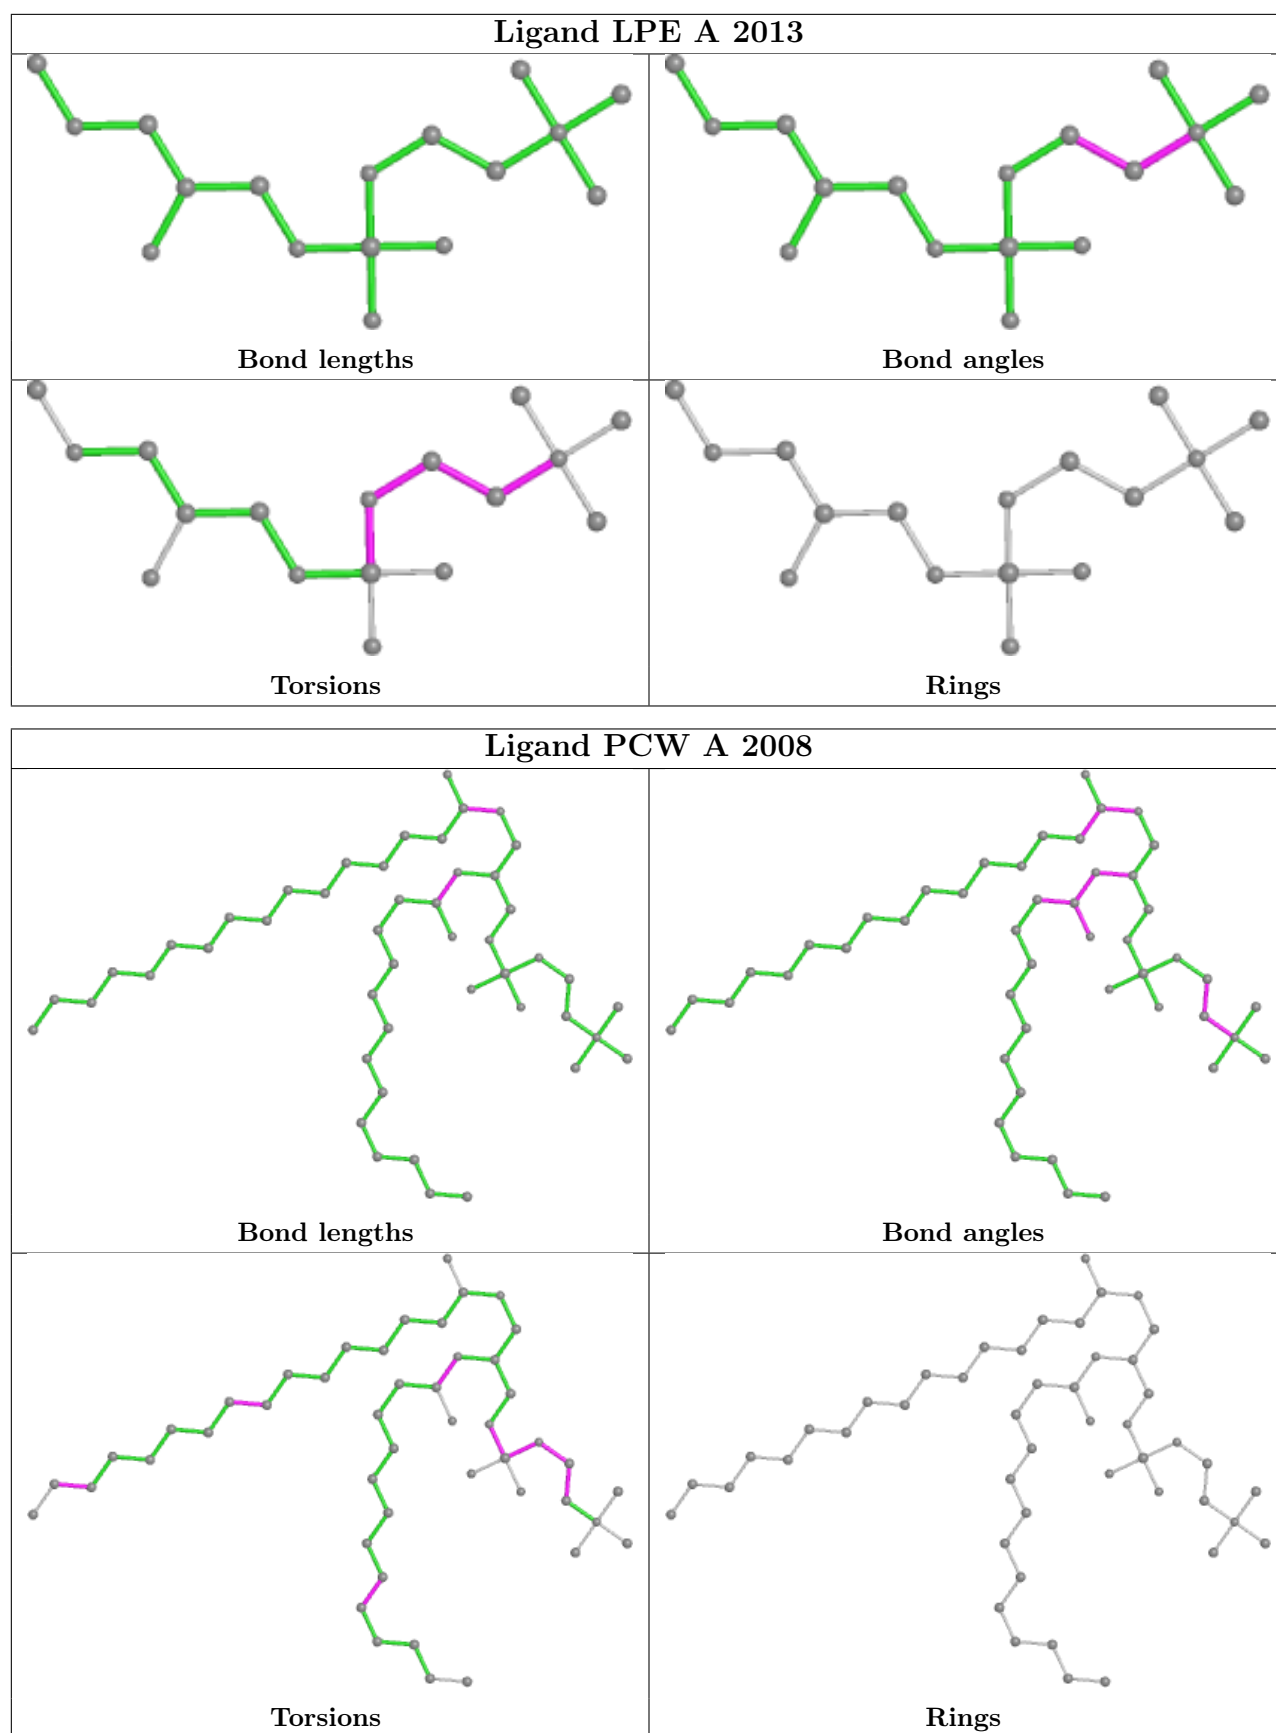 Ligand LPE A 2013
Bond lengths
Bond angles
Torsions
Rings
Ligand PCW A 2008
Bond lengths
Bond angles
Torsions
Rings